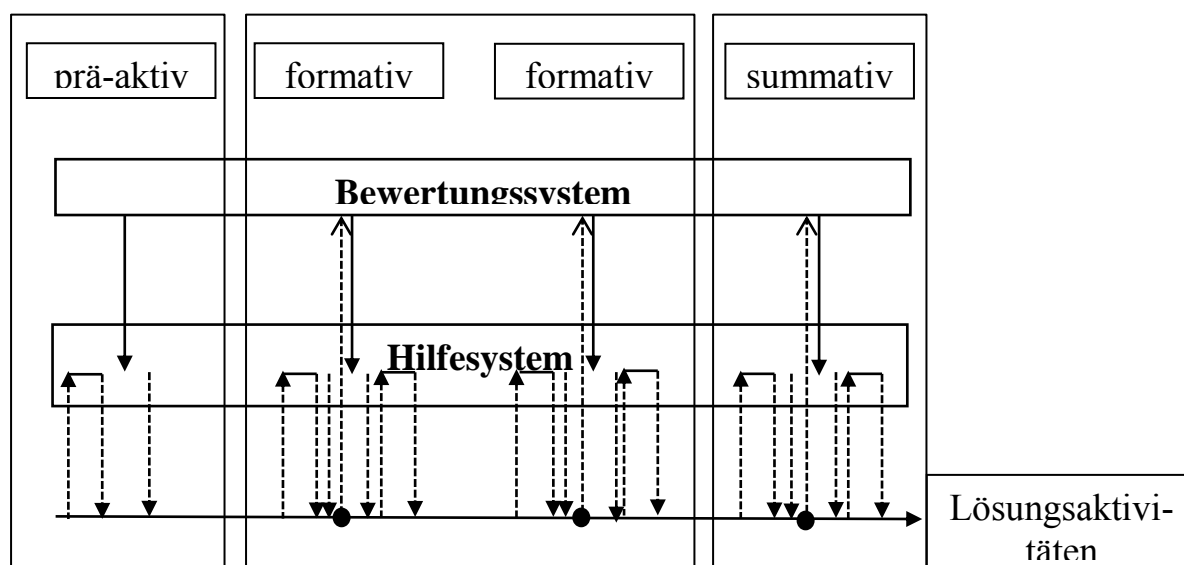 prä-aktiv
formativ
formativ
summativ
Bewertungssystem
Hilfesystem
Lösungsaktivi-
täten